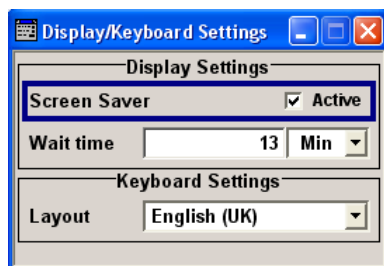 Display/Keyboard Settings
Display Settings
Screen Saver Active
Wait time 13 Min
Keyboard Settings
Layout English (UK)